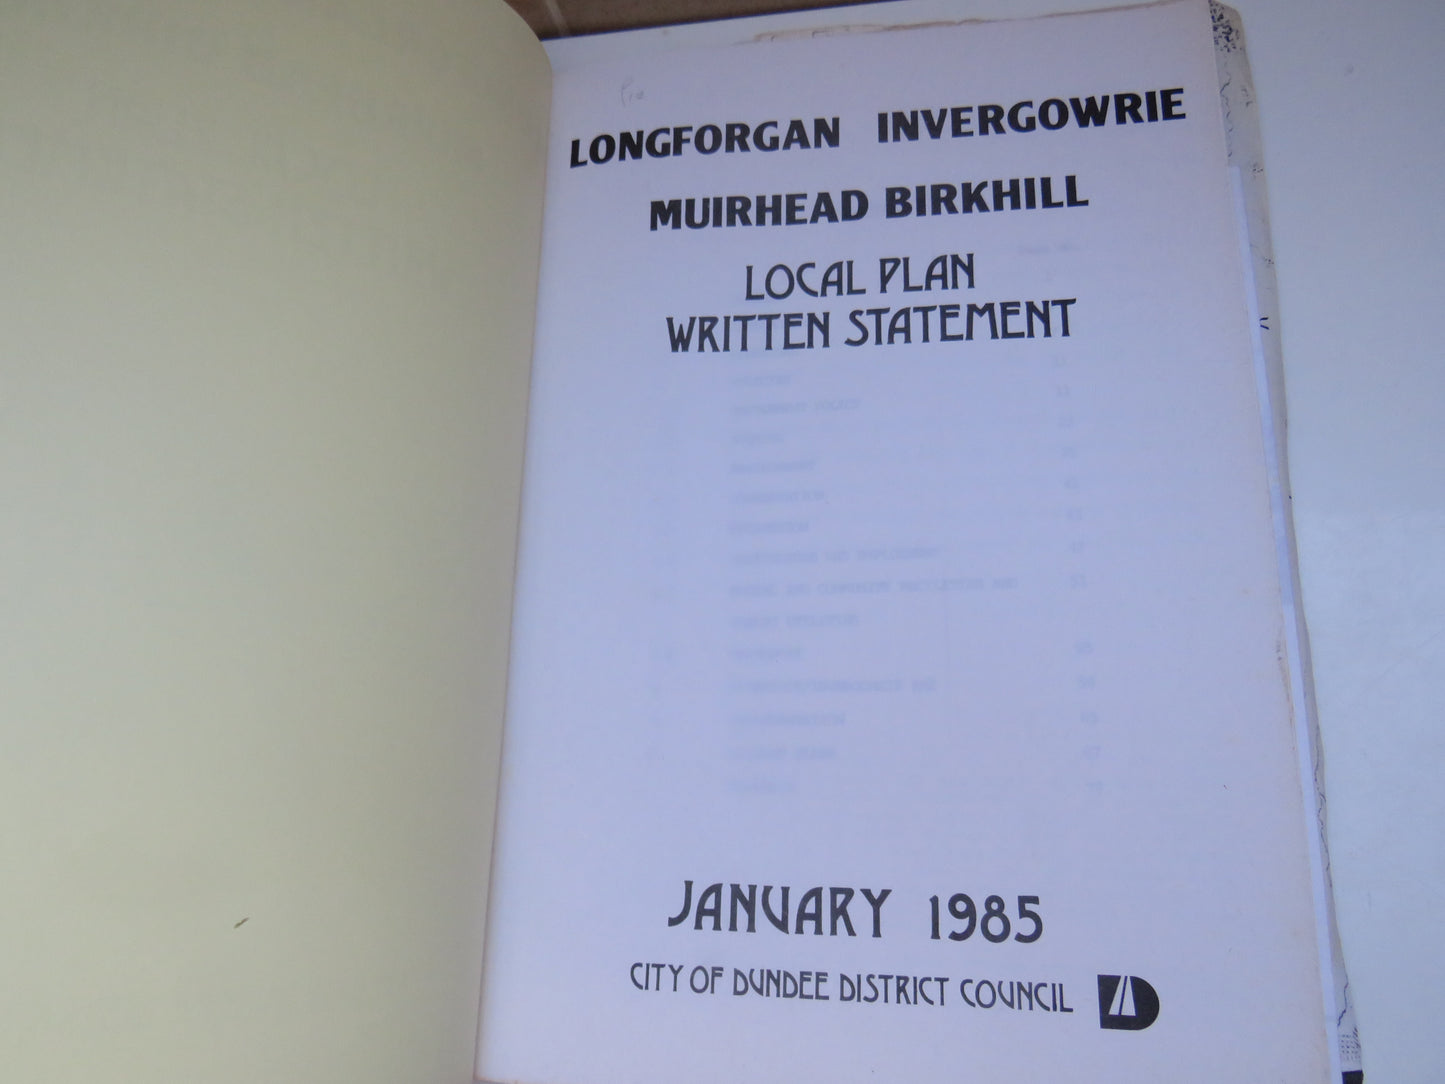 LONGFORGAN INVERGOWRIE
MUIRHEAD BIRKHILL
LOCAL PLAN
WRITTEN STATEMENT
JANUARY 1985
CITY OF DUNDEE DISTRICT COUNCIL